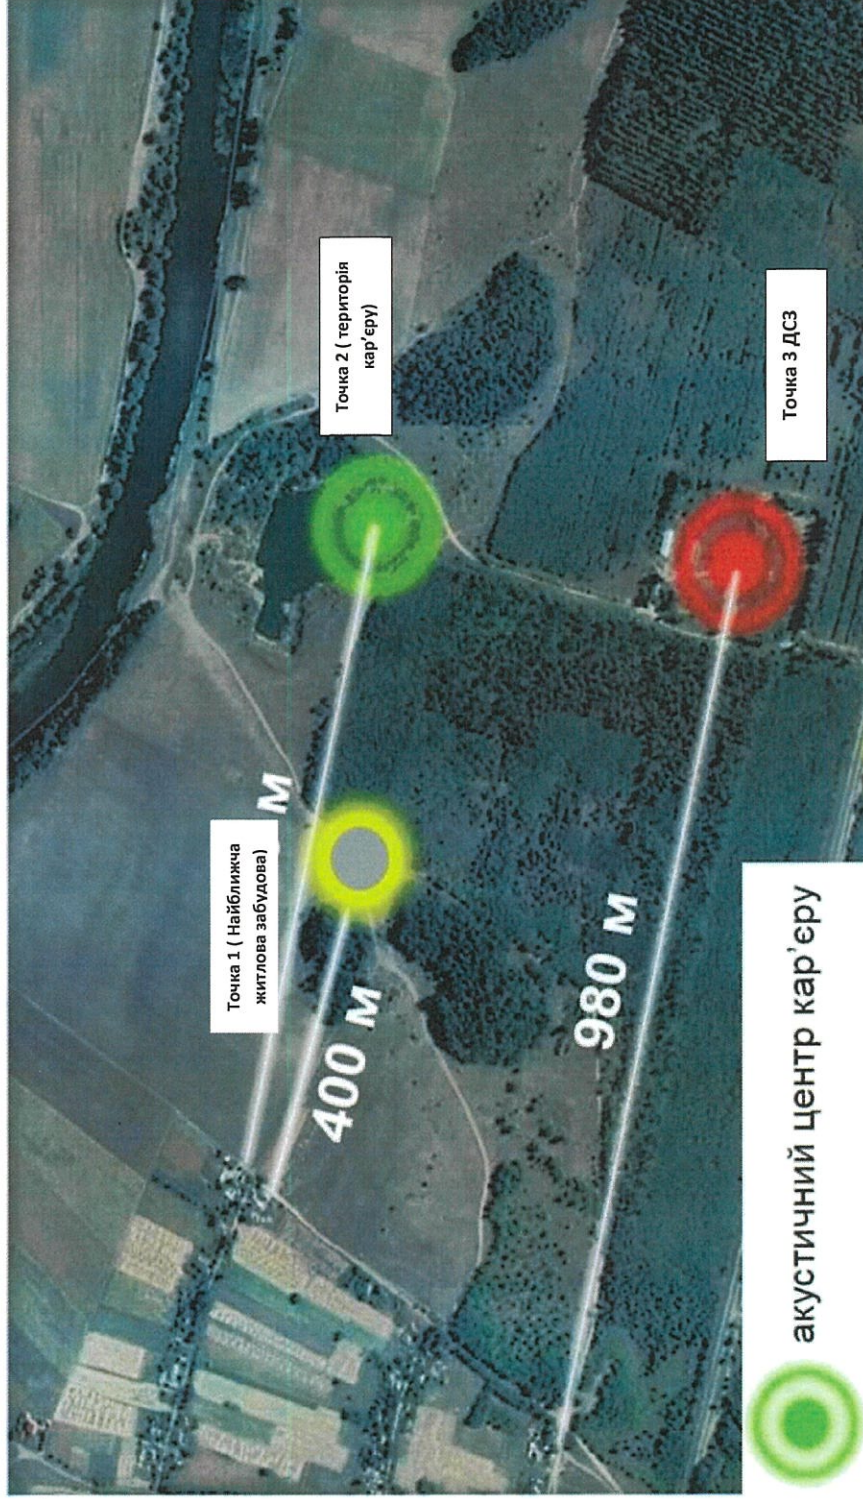 Точка 1 ( Найближча
житлова забудова)
м
400 м
Точка 2 ( територія
кар'єру)
980 м
Точка 3 ДСЗ
акустичний центр кар'єру